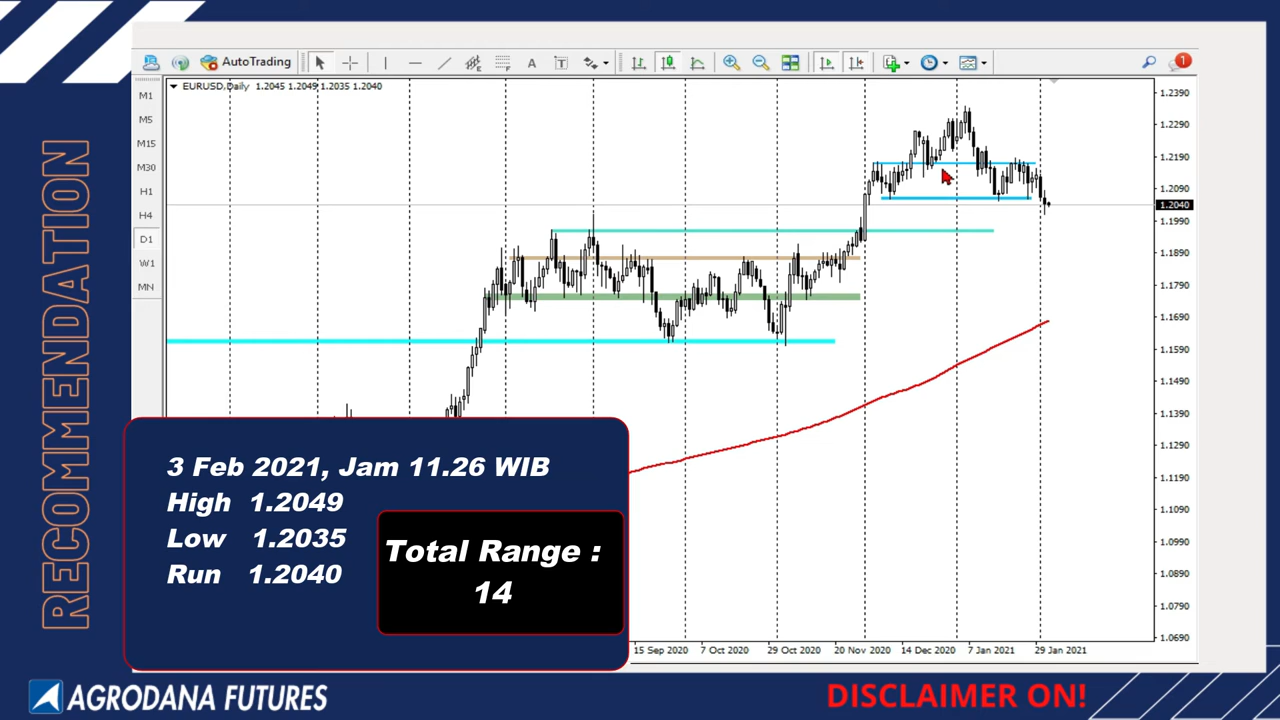 RECOMMENDATION
AutoTrading
A
T
1
M1
M5
M15
M30
H1
H4
D1
W1
MN
EURUSD,Daily 1.2045 1.2049 1.2035 1.2040
1.2390
1.2290
1.2190
1.2090
1.2040
1.1990
1.1890
1.1790
1.1690
1.1590
1.1490
1.1390
1.1290
1.1190
1.1090
1.0990
1.0890
1.0790
1.0690
15 Sep 2020 7 Oct 2020 29 Oct 2020 20 Nov 2020 14 Dec 2020 7 Jan 2021 29 Jan 2021
3 Feb 2021, Jam 11.26 WIB
High 1.2049
Low 1.2035
Run 1.2040
Total Range :
14
AGRODANA FUTURES
DISCLAIMER ON!